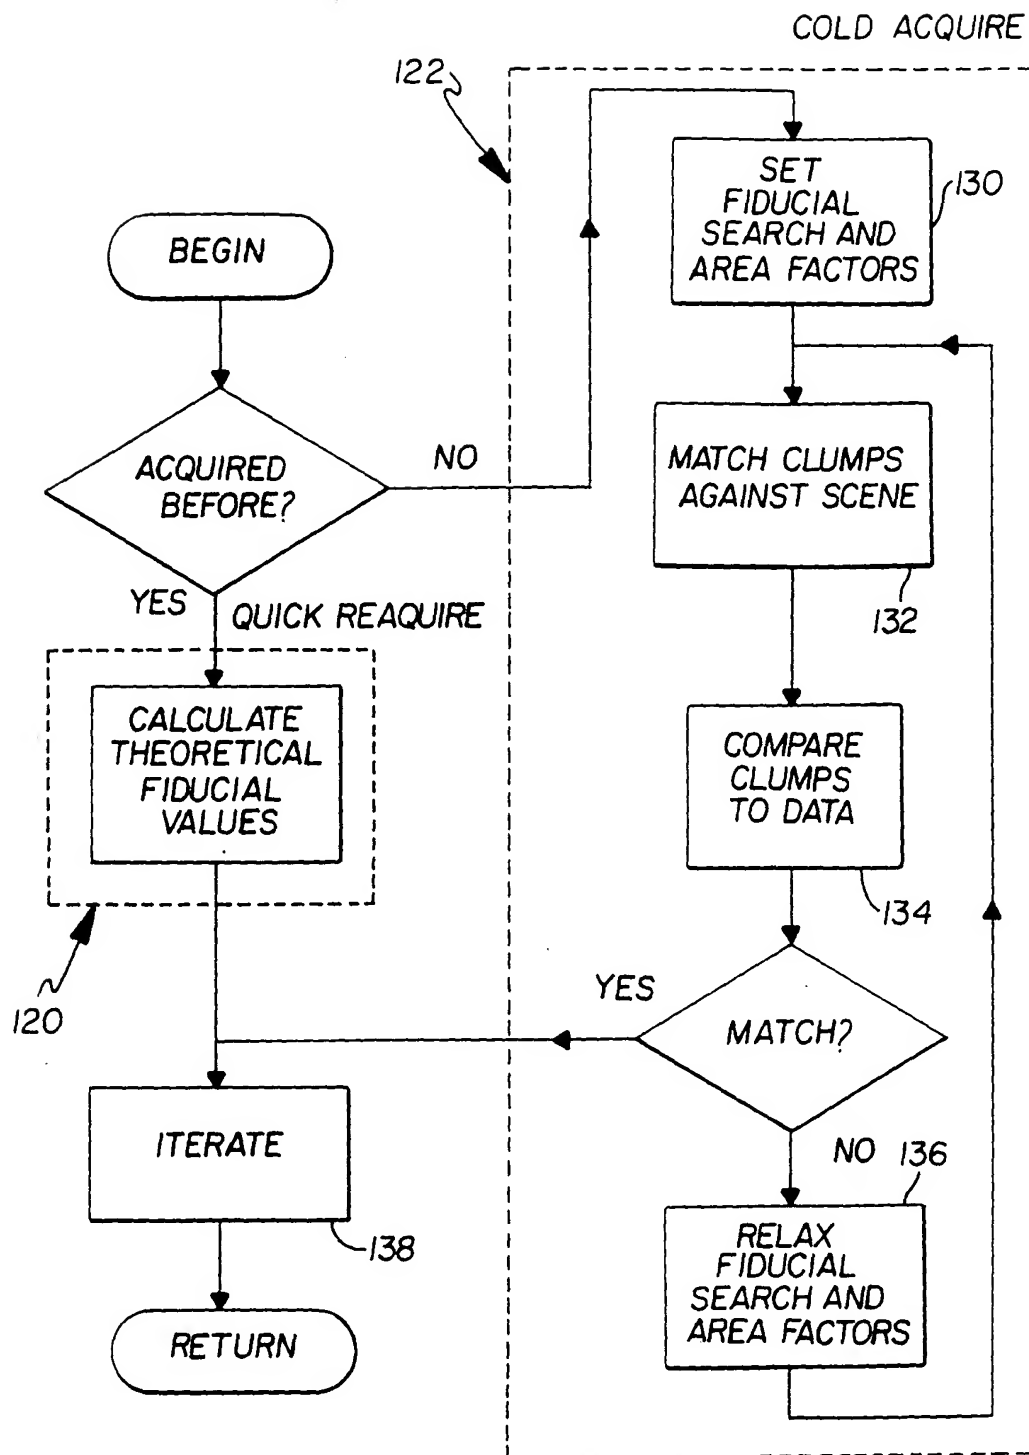 COLD ACQUIRE
122
SET
FIDUCIAL
SEARCH AND
AREA FACTORS
130
BEGIN
ACQUIRED
BEFORE?
NO
MATCH CLUMPS
AGAINST SCENE
132
YES
QUICK REAQUIRE
CALCULATE
THEORETICAL
FIDUCIAL
VALUES
120
COMPARE
CLUMPS
TO DATA
134
YES
MATCH?
NO
136
ITERATE
138
RELAX
FIDUCIAL
SEARCH AND
AREA FACTORS
RETURN